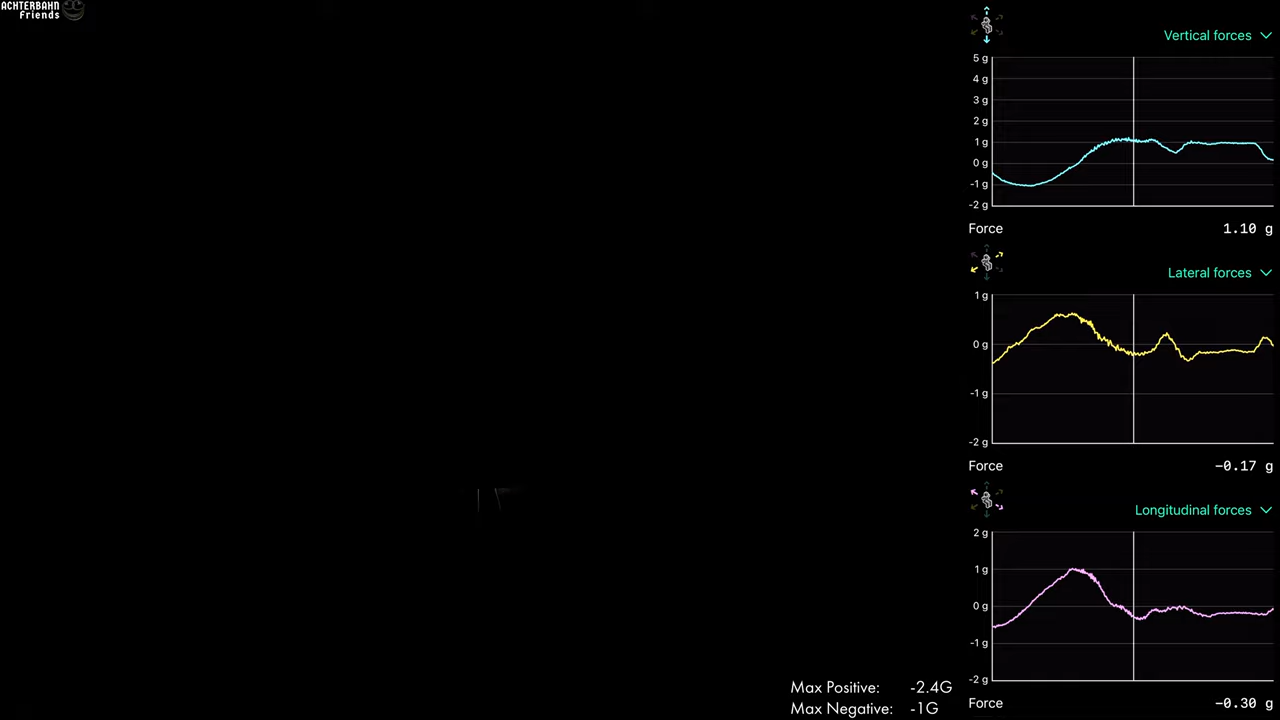 ACHTERBAHN
Friends
Vertical forces
5 g
4 g
3 g
2 g
1 g
0 g
-1 g
-2 g
Force 1.10 g
Lateral forces
1 g
0 g
-1 g
-2 g
Force -0.17 g
Longitudinal forces
2 g
1 g
0 g
-1 g
-2 g
Force -0.30 g
Max Positive: -2.4G
Max Negative: -1G